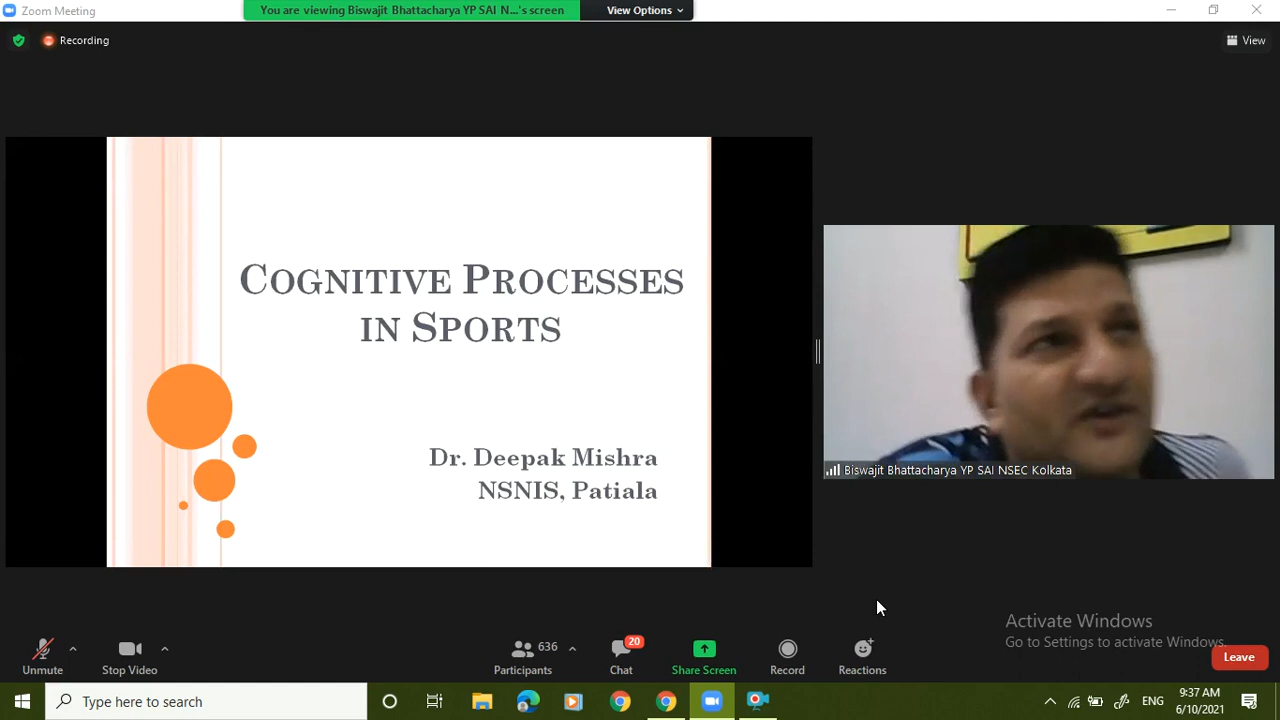 Zoom Meeting
You are viewing Biswajit Bhattacharya YP SAI N...'s screen
View Options
Recording
View
COGNITIVE PROCESSES
IN SPORTS
Dr. Deepak Mishra
NSNIS, Patiala
Biswajit Bhattacharya YP SAI NSEC Kolkata
Activate Windows
Go to Settings to activate Windows.
Unmute
Stop Video
636
Participants
20
Chat
Share Screen
Record
Reactions
Leave
Type here to search
ENG
9:37 AM
6/10/2021